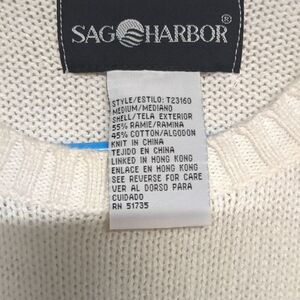 SAG HARBOR®
STYLE/ESTILO: T23160
MEDIUM/MEDIANO
SHELL/TELA EXTERIOR
55% RAMIE/RAMINA
45% COTTON/ALGODON
KNIT IN CHINA
TEJIDO EN CHINA
LINKED IN HONG KONG
ENLACE EN HONG KONG
SEE REVERSE FOR CARE
VER AL DORSO PARA
CUIDADO
RN 51735